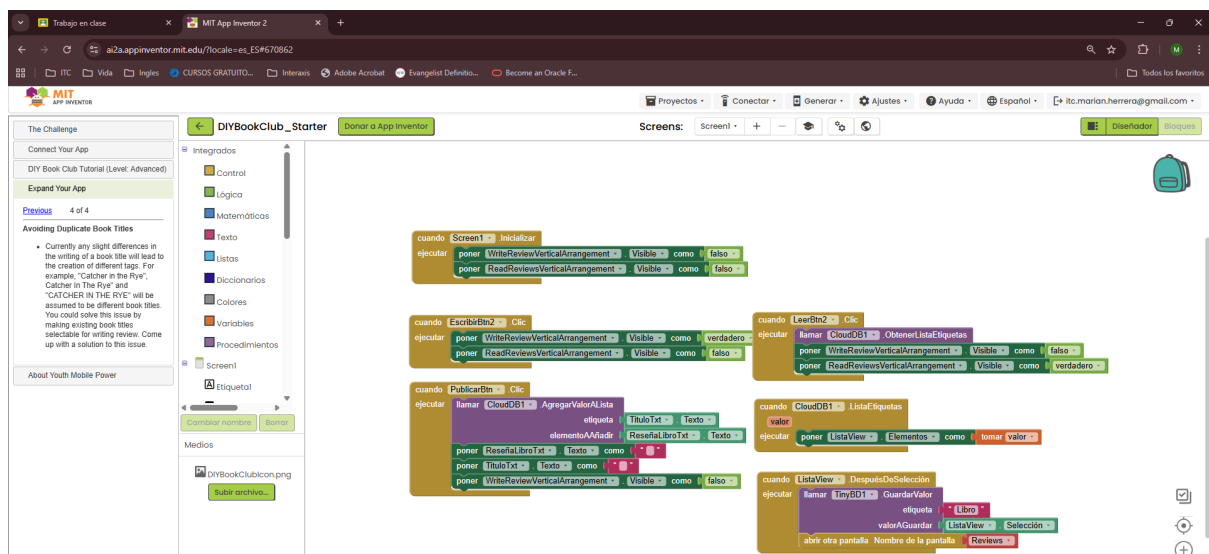 Trabajo en clase
MIT App Inventor 2
ai2a.appinventor.mit.edu/?locale=es_ES#670862
M
ITC Vida Ingles CURSOS GRATUITO... Interaxis Adobe Acrobat Evangelist Definitio... Become an Oracle F... Todos los favoritos
MIT
APP INVENTOR
Proyectos Conectar Generar Ajustes Ayuda Español itc.marian.herrera@gmail.com
DIYBookClub_Starter Donar a App Inventor Screens: Screen1 Diseñador Bloques
The Challenge
Connect Your App
DIY Book Club Tutorial (Level: Advanced)
Expand Your App
Previous 4 of 4
Avoiding Duplicate Book Titles
Currently any slight differences in
the writing of a book title will lead to
the creation of different tags. For
example, "Catcher in the Rye",
Catcher In The Rye" and
"CATCHER IN THE RYE" will be
assumed to be different book titles.
You could solve this issue by
making existing book titles
selectable for writing review. Come
up with a solution to this issue.
About Youth Mobile Power
Integrados
Control
Lógica
Matemáticas
Texto
Listas
Diccionarios
Colores
Variables
Procedimientos
Screen1
Etiqueta1
Cambiar nombre Borrar
Medios
DIYBookClubIcon.png
Subir archivo...
cuando Screen1 .Inicializar
ejecutar poner WriteReviewVerticalArrangement . Visible como falso
poner ReadReviewsVerticalArrangement . Visible como falso
cuando EscribirBtn2 .Clic
ejecutar poner WriteReviewVerticalArrangement . Visible como verdadero
poner ReadReviewsVerticalArrangement . Visible como falso
cuando PublicarBtn .Clic
ejecutar llamar CloudDB1 .AgregarValorALista
etiqueta TituloTxt . Texto
elementoAAñadir ReseñaLibroTxt . Texto
poner ReseñaLibroTxt . Texto como " "
poner TituloTxt . Texto como " "
poner WriteReviewVerticalArrangement . Visible como falso
cuando LeerBtn2 .Clic
ejecutar llamar CloudDB1 .ObtenerListaEtiquetas
poner WriteReviewVerticalArrangement . Visible como falso
poner ReadReviewsVerticalArrangement . Visible como verdadero
cuando CloudDB1 .ListaEtiquetas
valor
ejecutar poner ListaView . Elementos como tomar valor
cuando ListaView .DespuésDeSelección
ejecutar llamar TinyBD1 .GuardarValor
etiqueta " Libro "
valorAGuardar ListaView . Selección
abrir otra pantalla Nombre de la pantalla Reviews